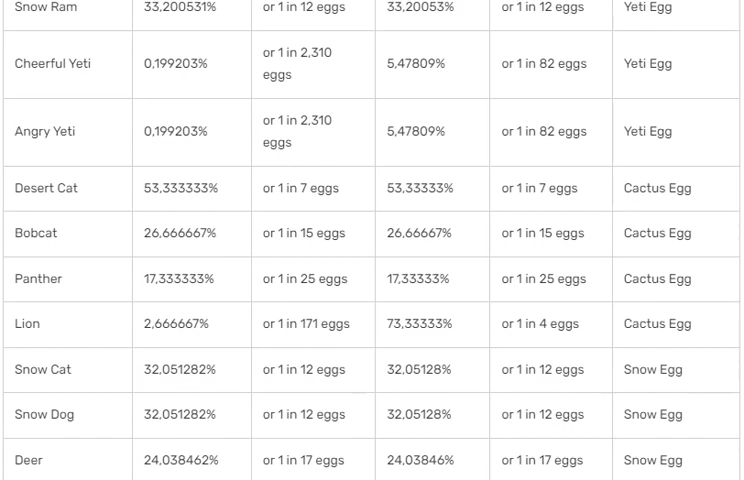 Snow Ram 33,200531% or 1 in 12 eggs 33,20053% or 1 in 12 eggs Yeti Egg
Cheerful Yeti 0,199203% or 1 in 2,310 eggs 5,47809% or 1 in 82 eggs Yeti Egg
Angry Yeti 0,199203% or 1 in 2,310 eggs 5,47809% or 1 in 82 eggs Yeti Egg
Desert Cat 53,333333% or 1 in 7 eggs 53,33333% or 1 in 7 eggs Cactus Egg
Bobcat 26,666667% or 1 in 15 eggs 26,66667% or 1 in 15 eggs Cactus Egg
Panther 17,333333% or 1 in 25 eggs 17,33333% or 1 in 25 eggs Cactus Egg
Lion 2,666667% or 1 in 171 eggs 73,33333% or 1 in 4 eggs Cactus Egg
Snow Cat 32,051282% or 1 in 12 eggs 32,05128% or 1 in 12 eggs Snow Egg
Snow Dog 32,051282% or 1 in 12 eggs 32,05128% or 1 in 12 eggs Snow Egg
Deer 24,038462% or 1 in 17 eggs 24,03846% or 1 in 17 eggs Snow Egg